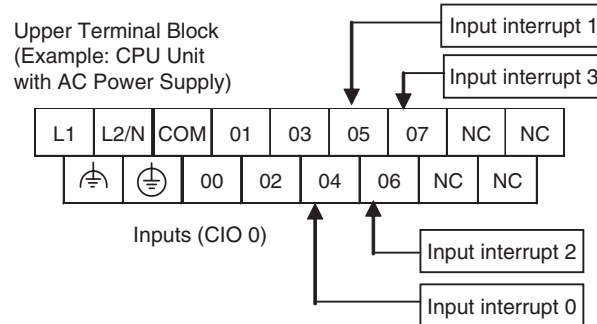 Upper Terminal Block
(Example: CPU Unit
with AC Power Supply)
Input interrupt 1
Input interrupt 3
L1 L2/N COM 01 03 05 07 NC NC
00 02 04 06 NC NC
Inputs (CIO 0)
Input interrupt 2
Input interrupt 0